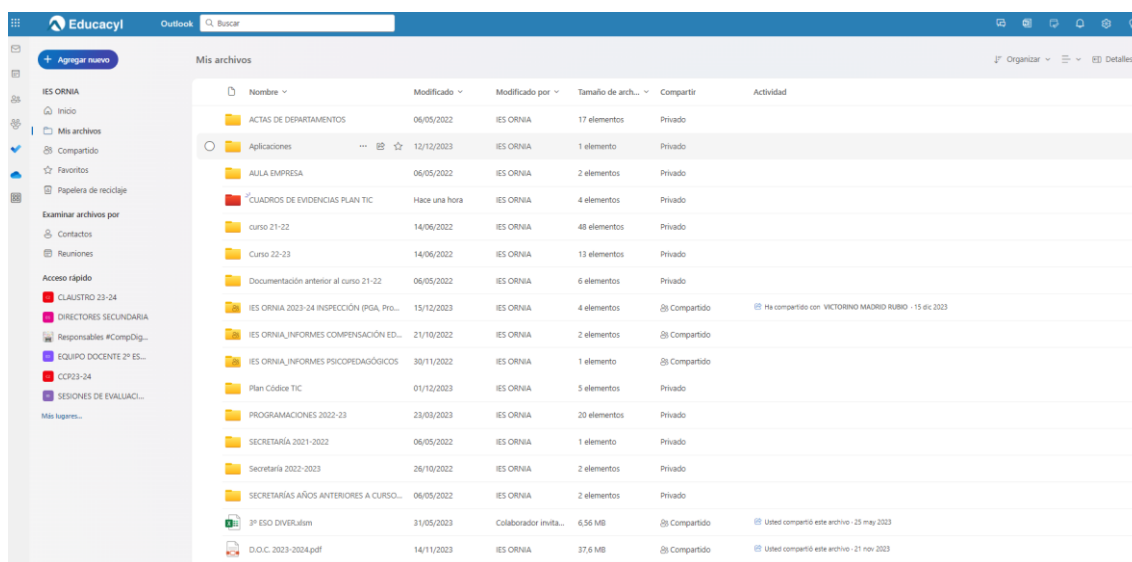 Educacyl Outlook Buscar
Agregar nuevo
Mis archivos
Organizar
Detalles
IES ORNIA
Inicio
Mis archivos
Compartido
Favoritos
Papelera de reciclaje
Examinar archivos por
Contactos
Reuniones
Acceso rápido
CLAUSTRO 23-24
DIRECTORES SECUNDARIA
Responsables #CompDig...
EQUIPO DOCENTE 2º ES...
CCP23-24
SESIONES DE EVALUACI...
Más lugares...
Nombre Modificado Modificado por Tamaño de arch... Compartir Actividad
ACTAS DE DEPARTAMENTOS 06/05/2022 IES ORNIA 17 elementos Privado
Aplicaciones 12/12/2023 IES ORNIA 1 elemento Privado
AULA EMPRESA 06/05/2022 IES ORNIA 2 elementos Privado
CUADROS DE EVIDENCIAS PLAN TIC Hace una hora IES ORNIA 4 elementos Privado
curso 21-22 14/06/2022 IES ORNIA 48 elementos Privado
Curso 22-23 14/06/2022 IES ORNIA 13 elementos Privado
Documentación anterior al curso 21-22 06/05/2022 IES ORNIA 6 elementos Privado
IES ORNIA 2023-24 INSPECCIÓN (PGA, Pro... 15/12/2023 IES ORNIA 4 elementos Compartido Ha compartido con VICTORINO MADRID RUBIO - 15 dic 2023
IES ORNIA_INFORMES COMPENSACIÓN ED... 21/10/2022 IES ORNIA 2 elementos Compartido
IES ORNIA_INFORMES PSICOPEDAGÓGICOS 30/11/2022 IES ORNIA 1 elemento Compartido
Plan Códice TIC 01/12/2023 IES ORNIA 5 elementos Privado
PROGRAMACIONES 2022-23 23/03/2023 IES ORNIA 20 elementos Privado
SECRETARÍA 2021-2022 06/05/2022 IES ORNIA 1 elemento Privado
Secretaría 2022-2023 26/10/2022 IES ORNIA 2 elementos Privado
SECRETARÍAS AÑOS ANTERIORES A CURSO... 06/05/2022 IES ORNIA 2 elementos Privado
3º ESO DIVER.xlsm 31/05/2023 Colaborador invita... 6,56 MB Compartido Usted compartió este archivo - 25 may 2023
D.O.C. 2023-2024.pdf 14/11/2023 IES ORNIA 37,6 MB Compartido Usted compartió este archivo - 21 nov 2023